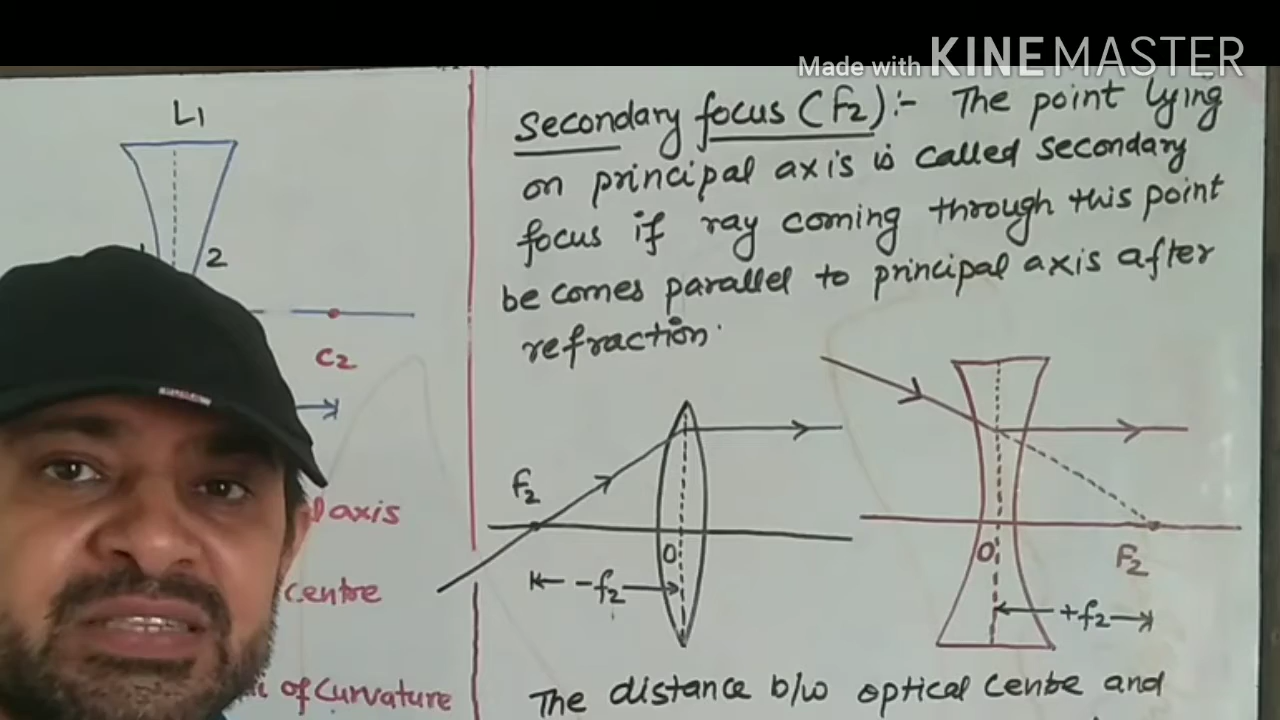 Made with KINEMASTER
L1
2
C2
axis
centre
of Curvature
Secondary focus (f2):- The point lying
on principal axis is called secondary
focus if ray coming through this point
becomes parallel to principal axis after
refraction.
f2
O
-f2
O
F2
+f2
The distance b/w optical centre and